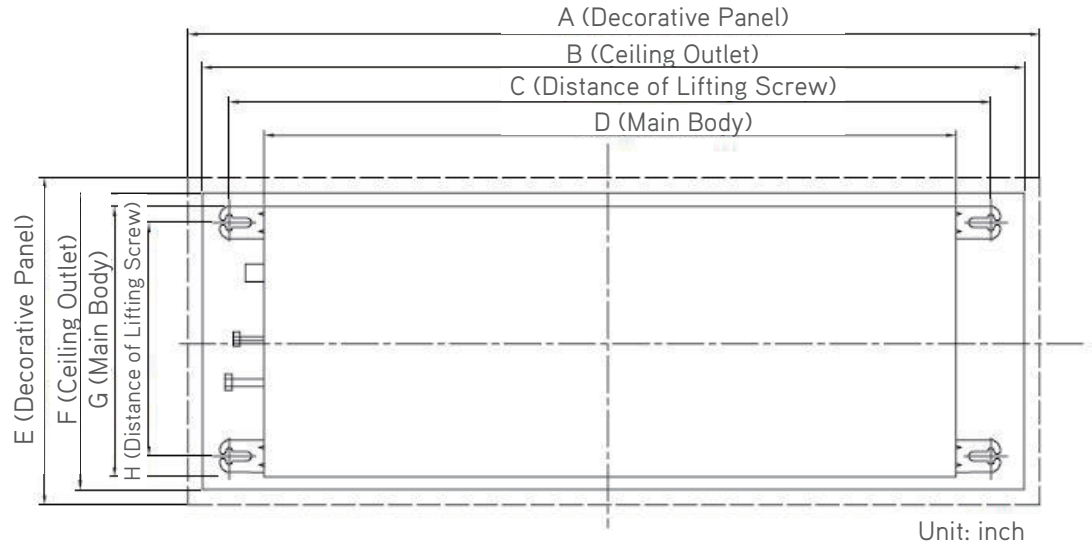 A (Decorative Panel)
B (Ceiling Outlet)
C (Distance of Lifting Screw)
D (Main Body)
E (Decorative Panel)
F (Ceiling Outlet)
G (Main Body)
H (Distance of Lifting Screw)
Unit: inch